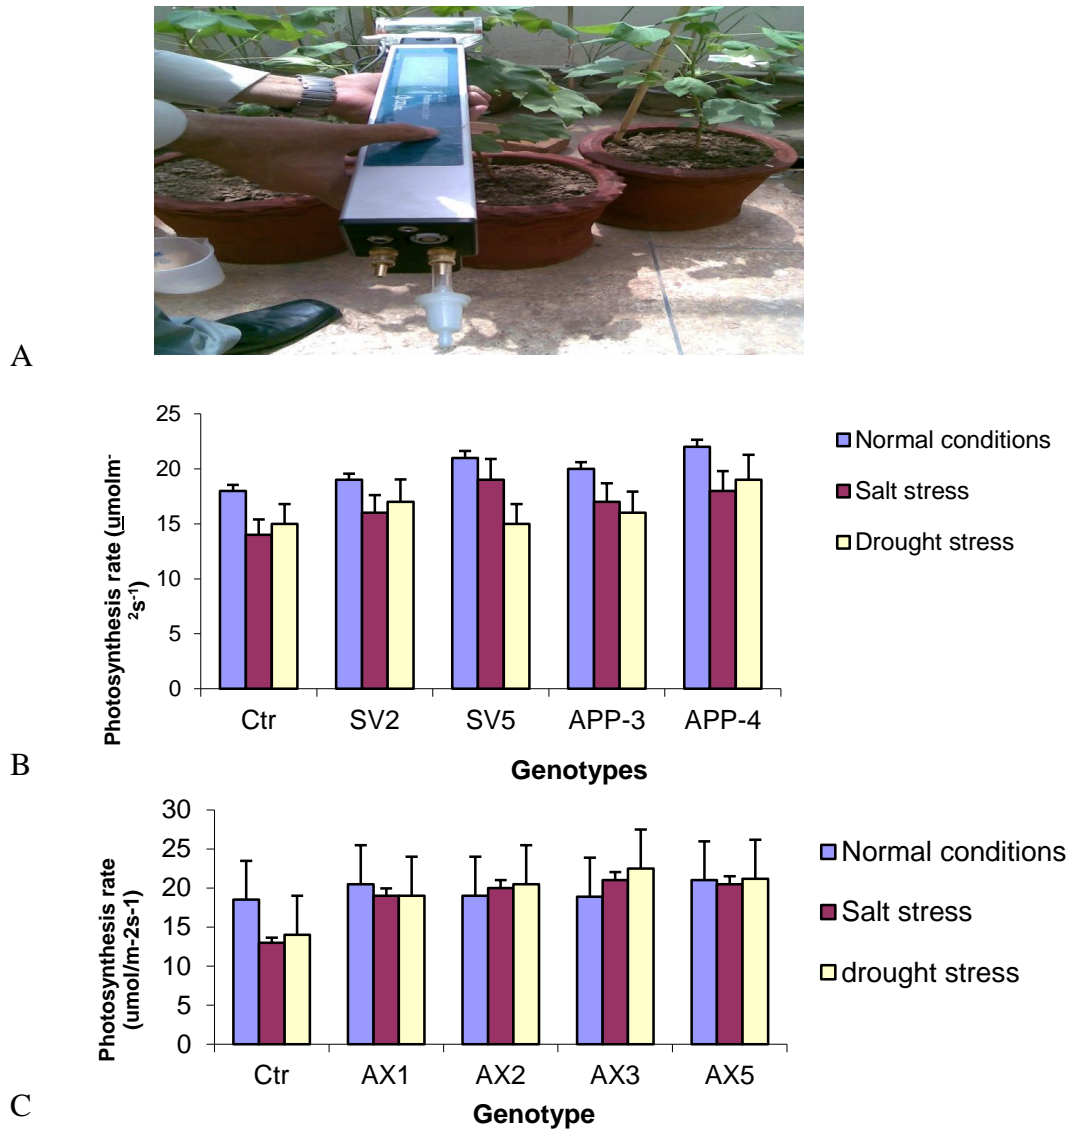 A
25
20
15
10
5
0
Photosynthesis rate (umolm-
2s-1)
Ctr SV2 SV5 APP-3 APP-4
Genotypes
Normal conditions
Salt stress
Drought stress
B
30
25
20
15
10
5
0
Photosynthesis rate
(umol/m-2s-1)
Ctr AX1 AX2 AX3 AX5
Genotype
Normal conditions
Salt stress
drought stress
C